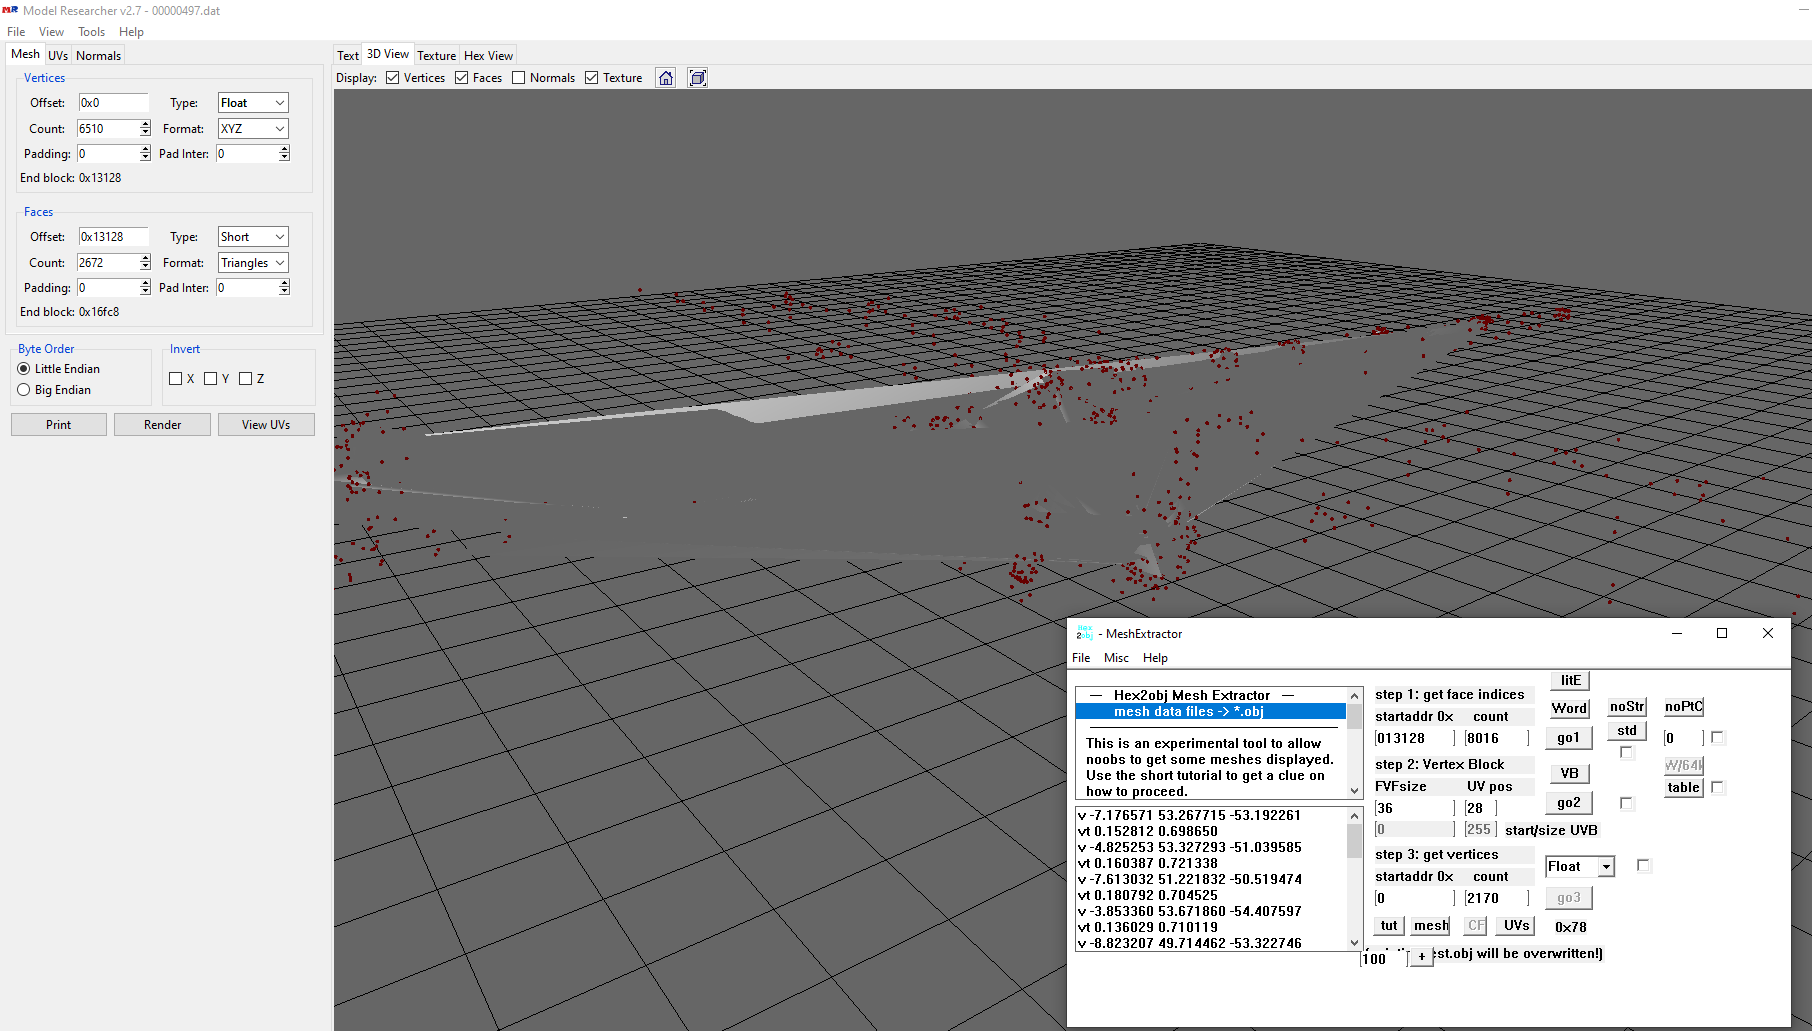 MR Model Researcher v2.7 - 00000497.dat
File View Tools Help
Mesh UVs Normals
Vertices
Offset: 0x0 Type: Float
Count: 6510 Format: XYZ
Padding: 0 Pad Inter: 0
End block: 0x13128
Faces
Offset: 0x13128 Type: Short
Count: 2672 Format: Triangles
Padding: 0 Pad Inter: 0
End block: 0x16fc8
Byte Order
Little Endian
Big Endian
Invert
X Y Z
Print Render View UVs
Text 3D View Texture Hex View
Display: Vertices Faces Normals Texture
Hex 2obj - MeshExtractor
File Misc Help
— Hex2obj Mesh Extractor —
mesh data files -> *.obj
This is an experimental tool to allow
noobs to get some meshes displayed.
Use the short tutorial to get a clue on
how to proceed.
v -7.176571 53.267715 -53.192261
vt 0.152812 0.698650
v -4.825253 53.327293 -51.039585
vt 0.160387 0.721338
v -7.613032 51.221832 -50.519474
vt 0.180792 0.704525
v -3.853360 53.671860 -54.407597
vt 0.136029 0.710119
v -8.823207 49.714462 -53.322746
litE
step 1: get face indices
Word noStr noPtC
startaddr 0x count
std
013128 8016 go1 0
step 2: Vertex Block
VB W/64k
FVFsize UV pos
table
36 28 go2
0 255 start/size UVB
step 3: get vertices
Float
startaddr 0x count
0 2170 go3
tut mesh CF UVs 0x78
est.obj will be overwritten!)
100 +